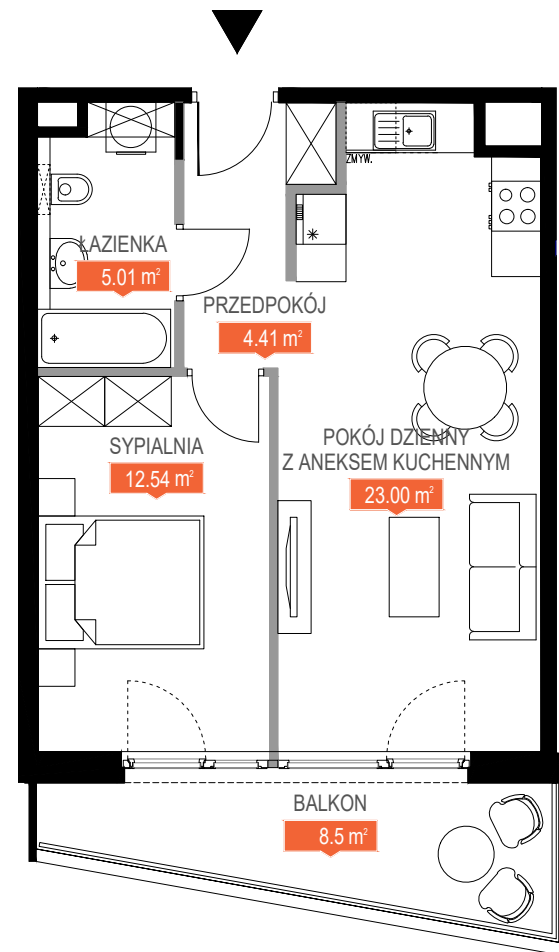 ZMYW.
ŁAZIENKA
5.01 m²
PRZEDPOKÓJ
4.41 m²
SYPIALNIA
12.54 m²
POKÓJ DZIENNY
Z ANEKSEM KUCHENNYM
23.00 m²
BALKON
8.5 m²